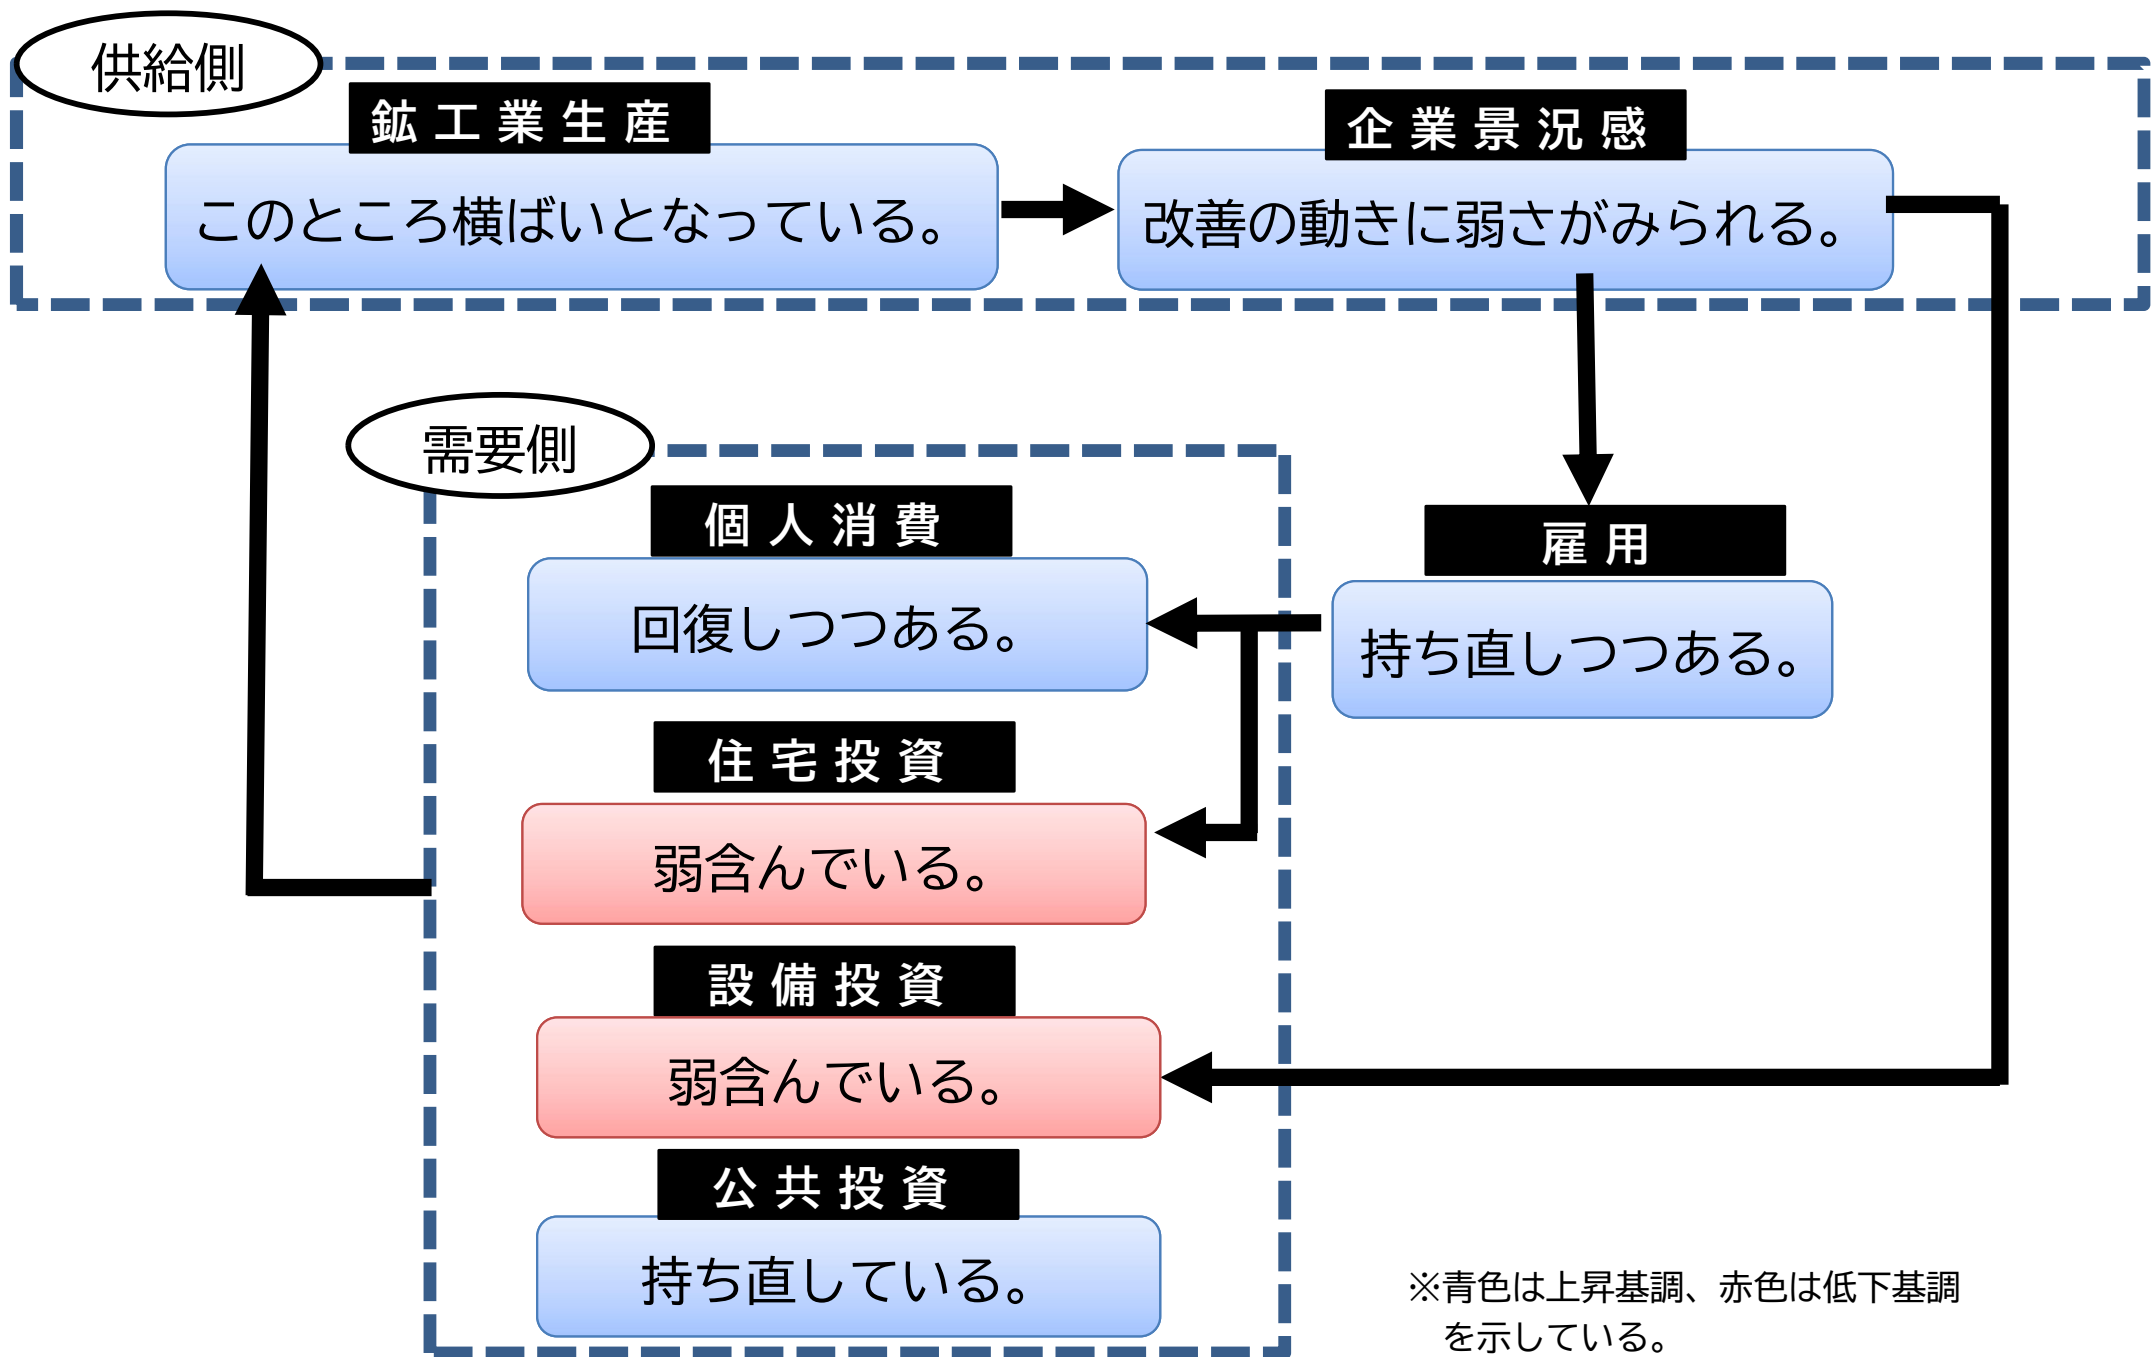 供給側
鉱工業生産
企業景況感
このところ横ばいとなっている。
改善の動きに弱さがみられる。
需要側
個人消費
雇用
回復しつつある。
持ち直しつつある。
住宅投資
弱含んでいる。
設備投資
弱含んでいる。
公共投資
持ち直している。
※青色は上昇基調、赤色は低下基調
を示している。